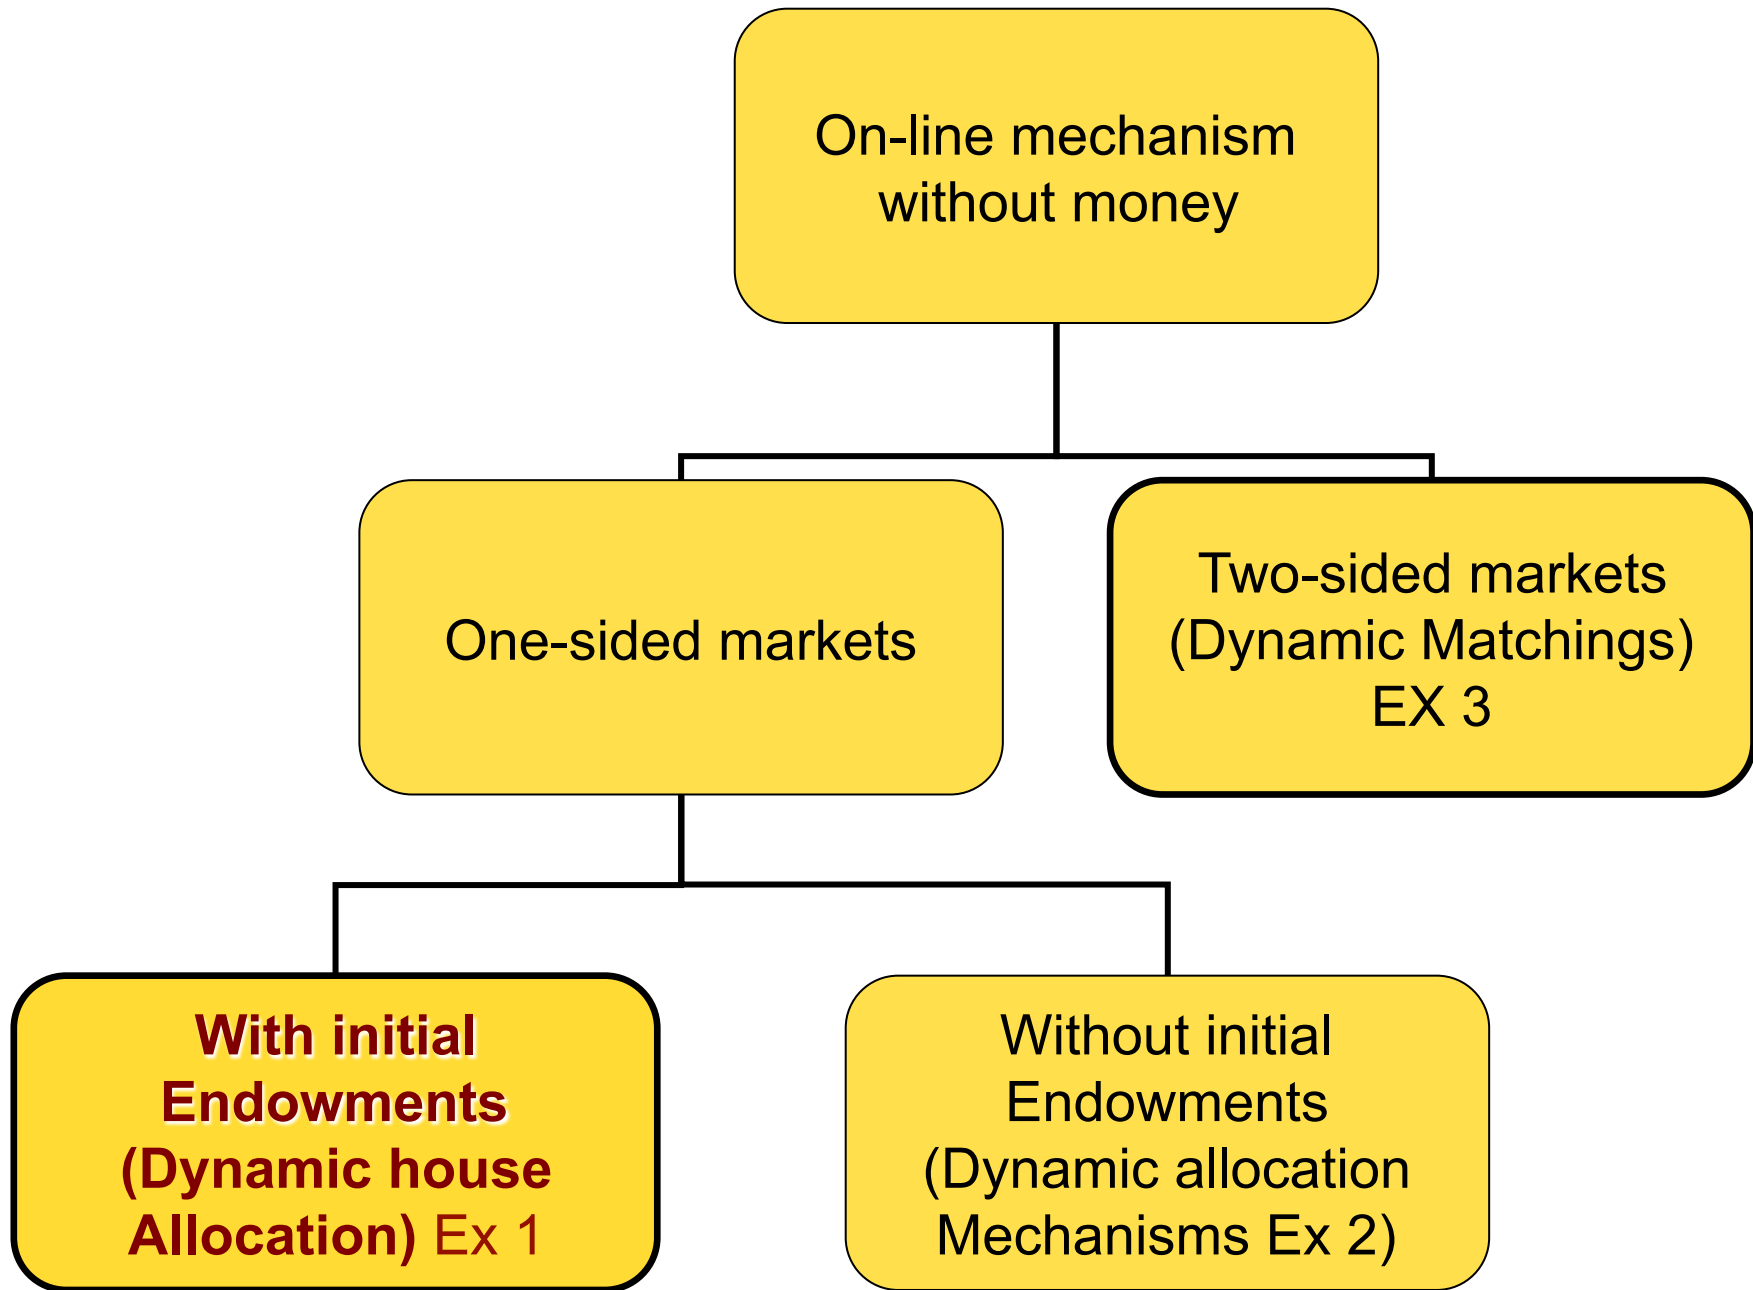 On-line mechanism
without money
One-sided markets
Two-sided markets
(Dynamic Matchings)
EX 3
With initial
Endowments
(Dynamic house
Allocation) Ex 1
Without initial
Endowments
(Dynamic allocation
Mechanisms Ex 2)